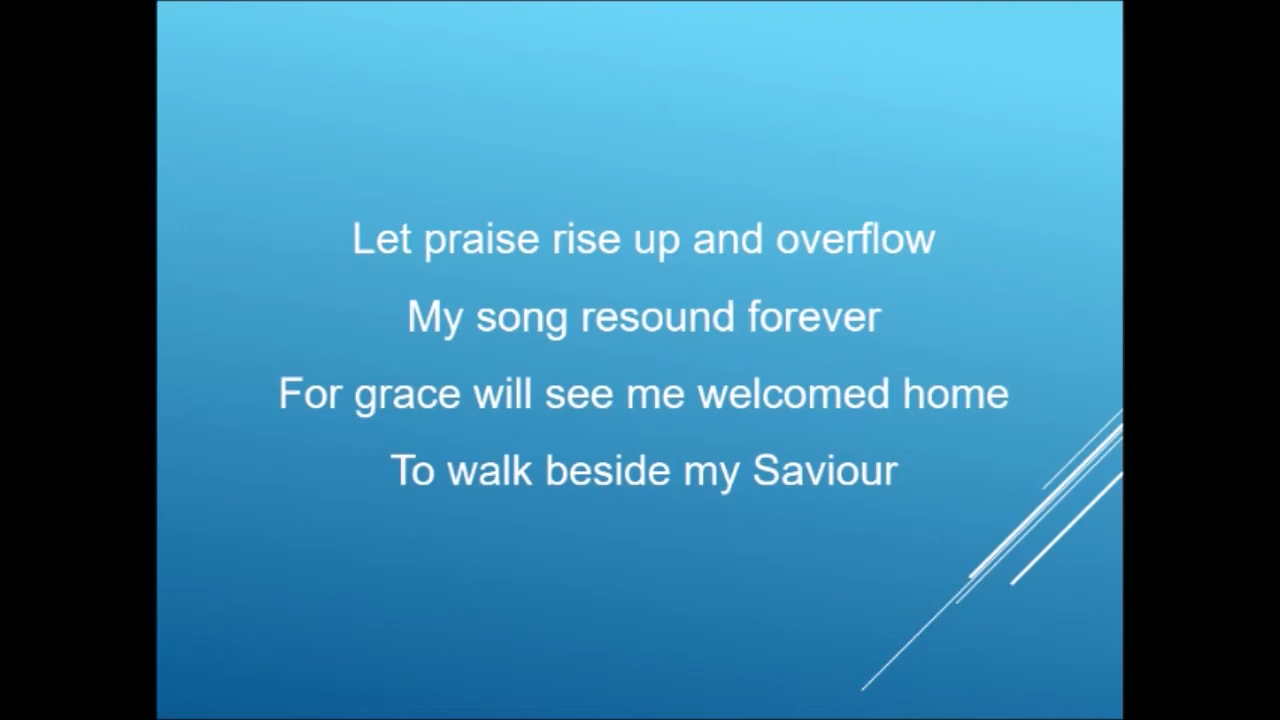 Let praise rise up and overflow
My song resound forever
For grace will see me welcomed home
To walk beside my Saviour